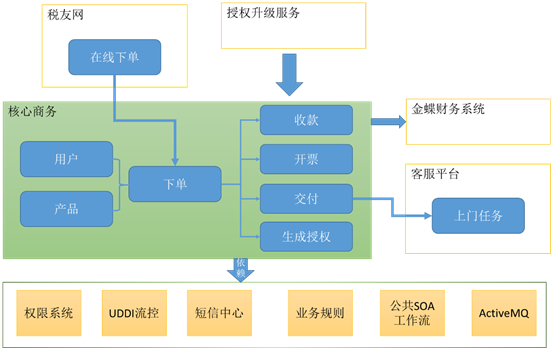 税友网
授权升级服务
在线下单
核心商务
收款
金蝶财务系统
用户
开票
下单
客服平台
产品
交付
上门任务
生成授权
依
赖
权限系统
UDDI流控
短信中心
业务规则
公共SOA
工作流
ActiveMQ